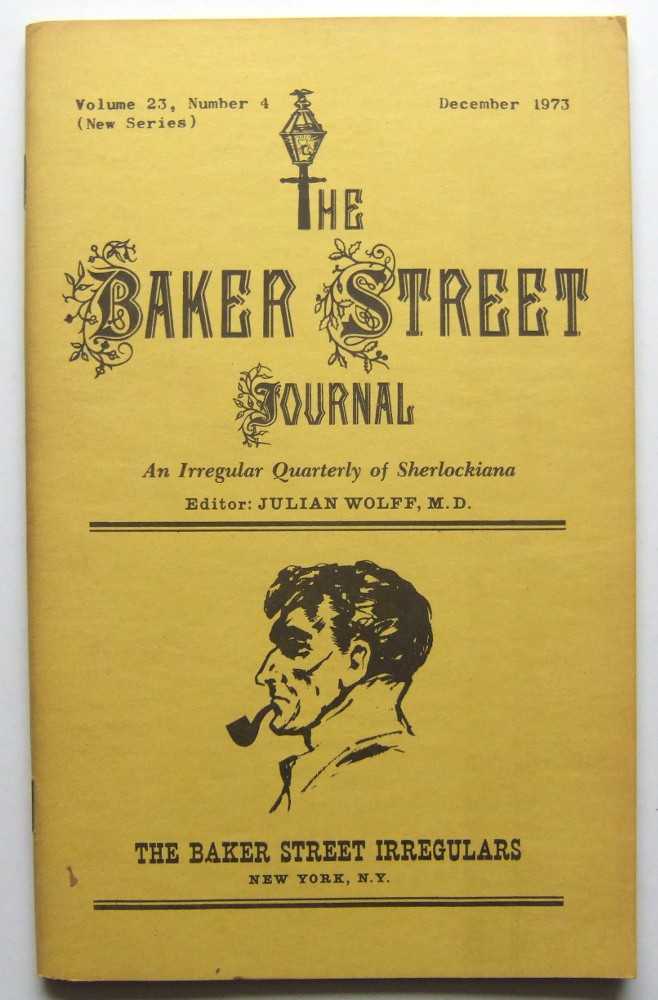 Volume 23, Number 4
(New Series)
December 1973
THE
BAKER STREET
JOURNAL
An Irregular Quarterly of Sherlockiana
Editor: JULIAN WOLFF, M.D.
THE BAKER STREET IRREGULARS
NEW YORK, N.Y.